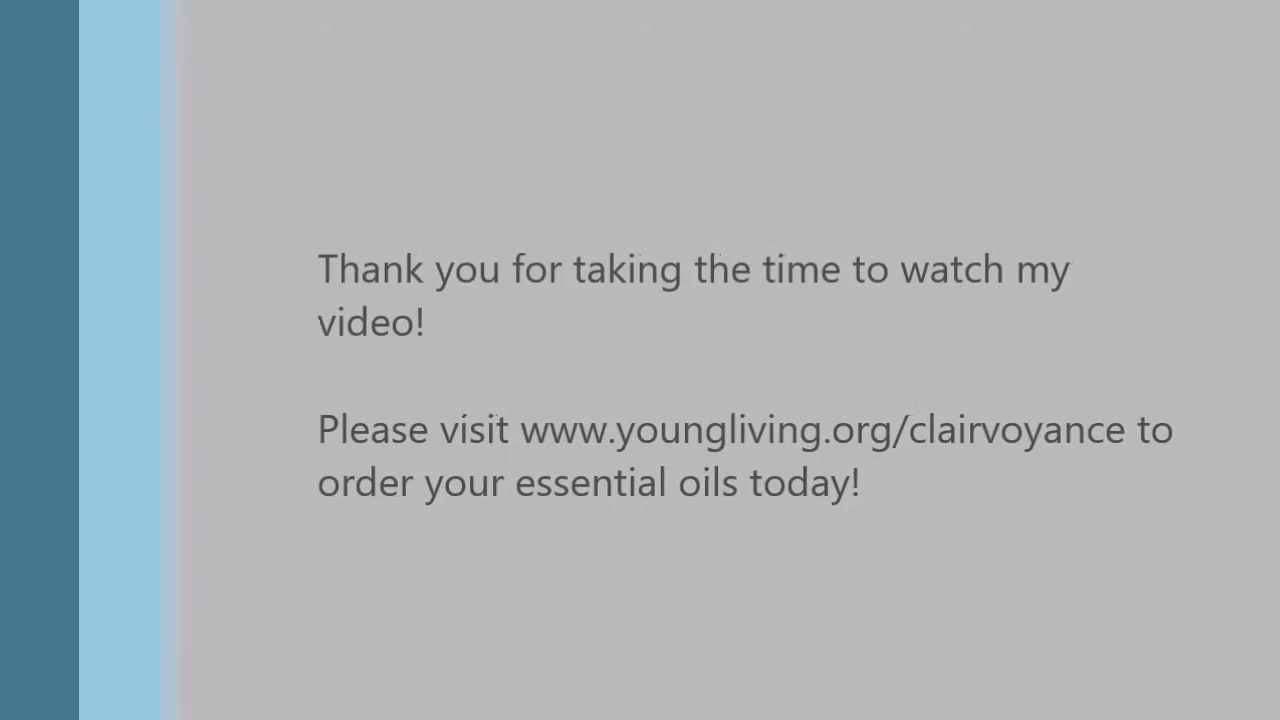 Thank you for taking the time to watch my
video!
Please visit www.youngliving.org/clairvoyance to
order your essential oils today!